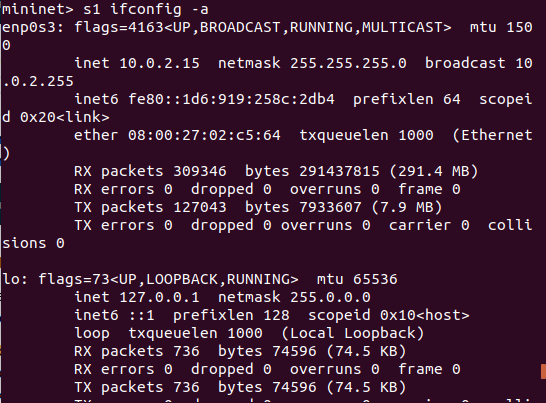 mininet> s1 ifconfig -a
enp0s3: flags=4163<UP,BROADCAST,RUNNING,MULTICAST>  mtu 150
0
        inet 10.0.2.15  netmask 255.255.255.0  broadcast 10
.0.2.255
        inet6 fe80::1d6:919:258c:2db4  prefixlen 64  scopei
d 0x20<link>
        ether 08:00:27:02:c5:64  txqueuelen 1000  (Ethernet
)
        RX packets 309346  bytes 291437815 (291.4 MB)
        RX errors 0  dropped 0  overruns 0  frame 0
        TX packets 127043  bytes 7933607 (7.9 MB)
        TX errors 0  dropped 0 overruns 0  carrier 0  colli
sions 0

lo: flags=73<UP,LOOPBACK,RUNNING>  mtu 65536
        inet 127.0.0.1  netmask 255.0.0.0
        inet6 ::1  prefixlen 128  scopeid 0x10<host>
        loop  txqueuelen 1000  (Local Loopback)
        RX packets 736  bytes 74596 (74.5 KB)
        RX errors 0  dropped 0  overruns 0  frame 0
        TX packets 736  bytes 74596 (74.5 KB)